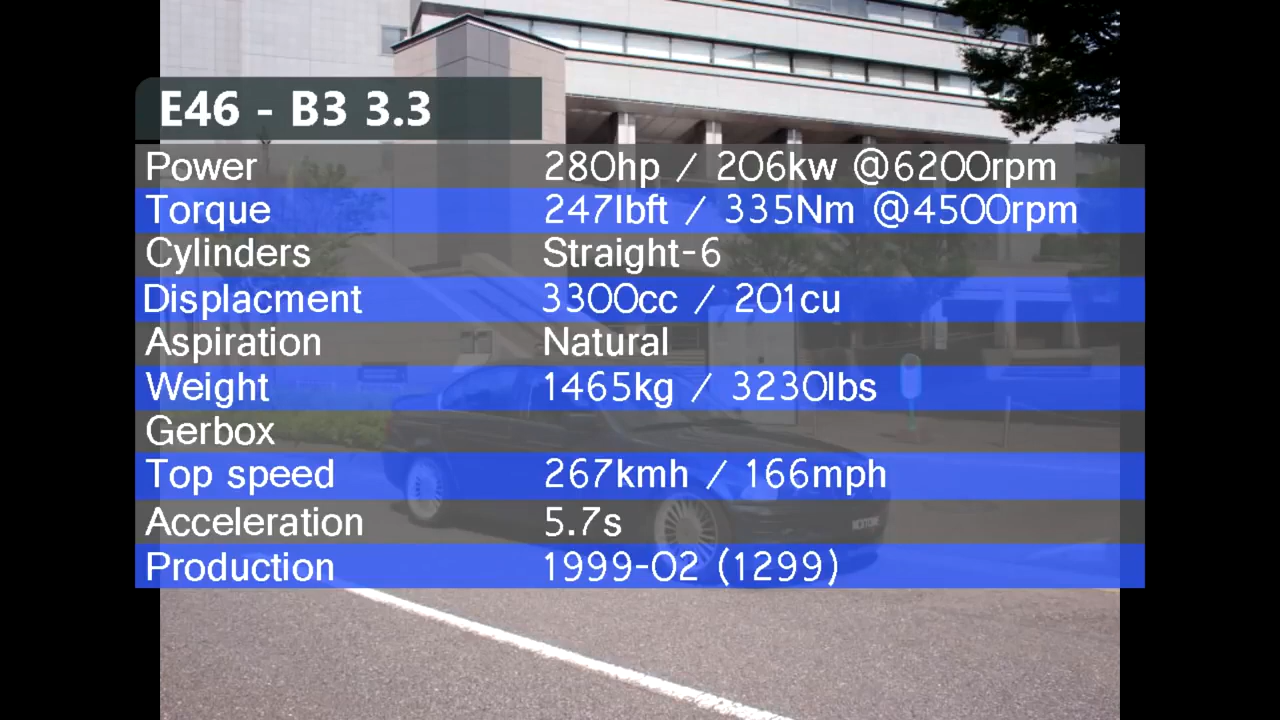 E46 - B3 3.3
Power 280hp / 206kw @6200rpm
Torque 247lbft / 335Nm @4500rpm
Cylinders Straight-6
Displacment 3300cc / 201cu
Aspiration Natural
Weight 1465kg / 3230lbs
Gerbox
Top speed 267kmh / 166mph
Acceleration 5.7s
Production 1999-02 (1299)